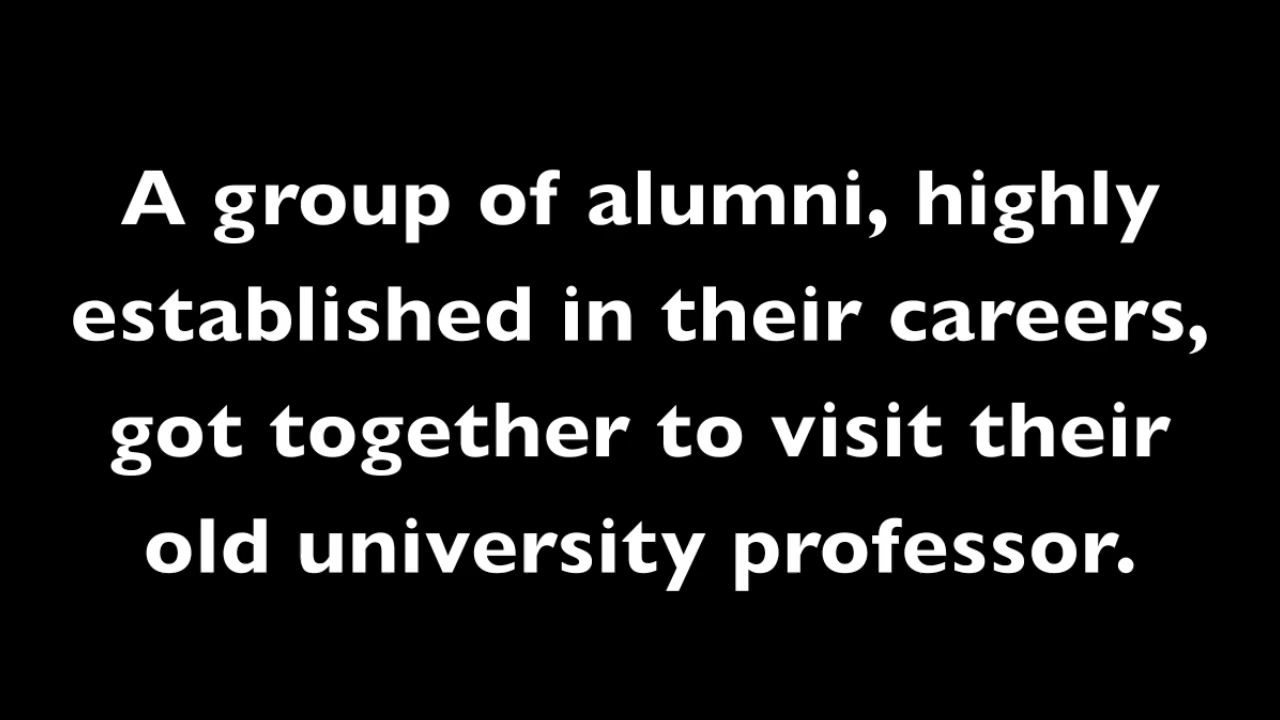 A group of alumni, highly
established in their careers,
got together to visit their
old university professor.